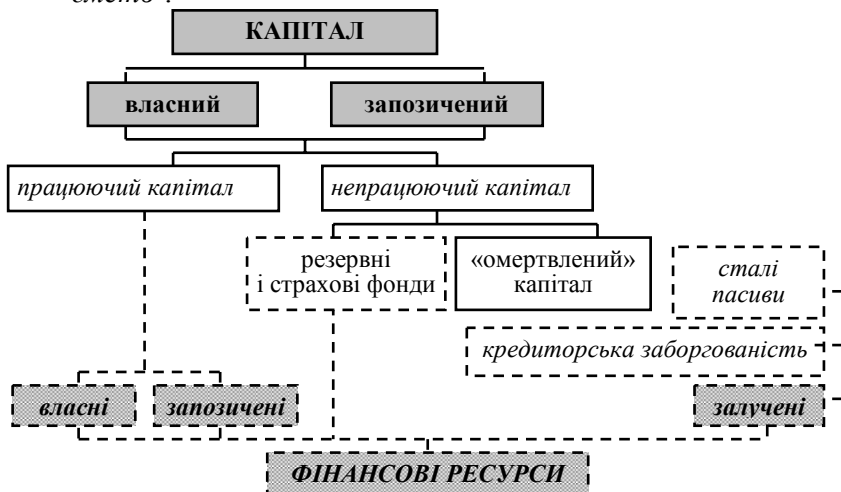 КАПІТАЛ
власний запозичений
працюючий капітал непрацюючий капітал
резервні «омертвлений» сталі
і страхові фонди капітал пасиви
кредиторська заборгованість
власні запозичені залучені
ФІНАНСОВІ РЕСУРСИ